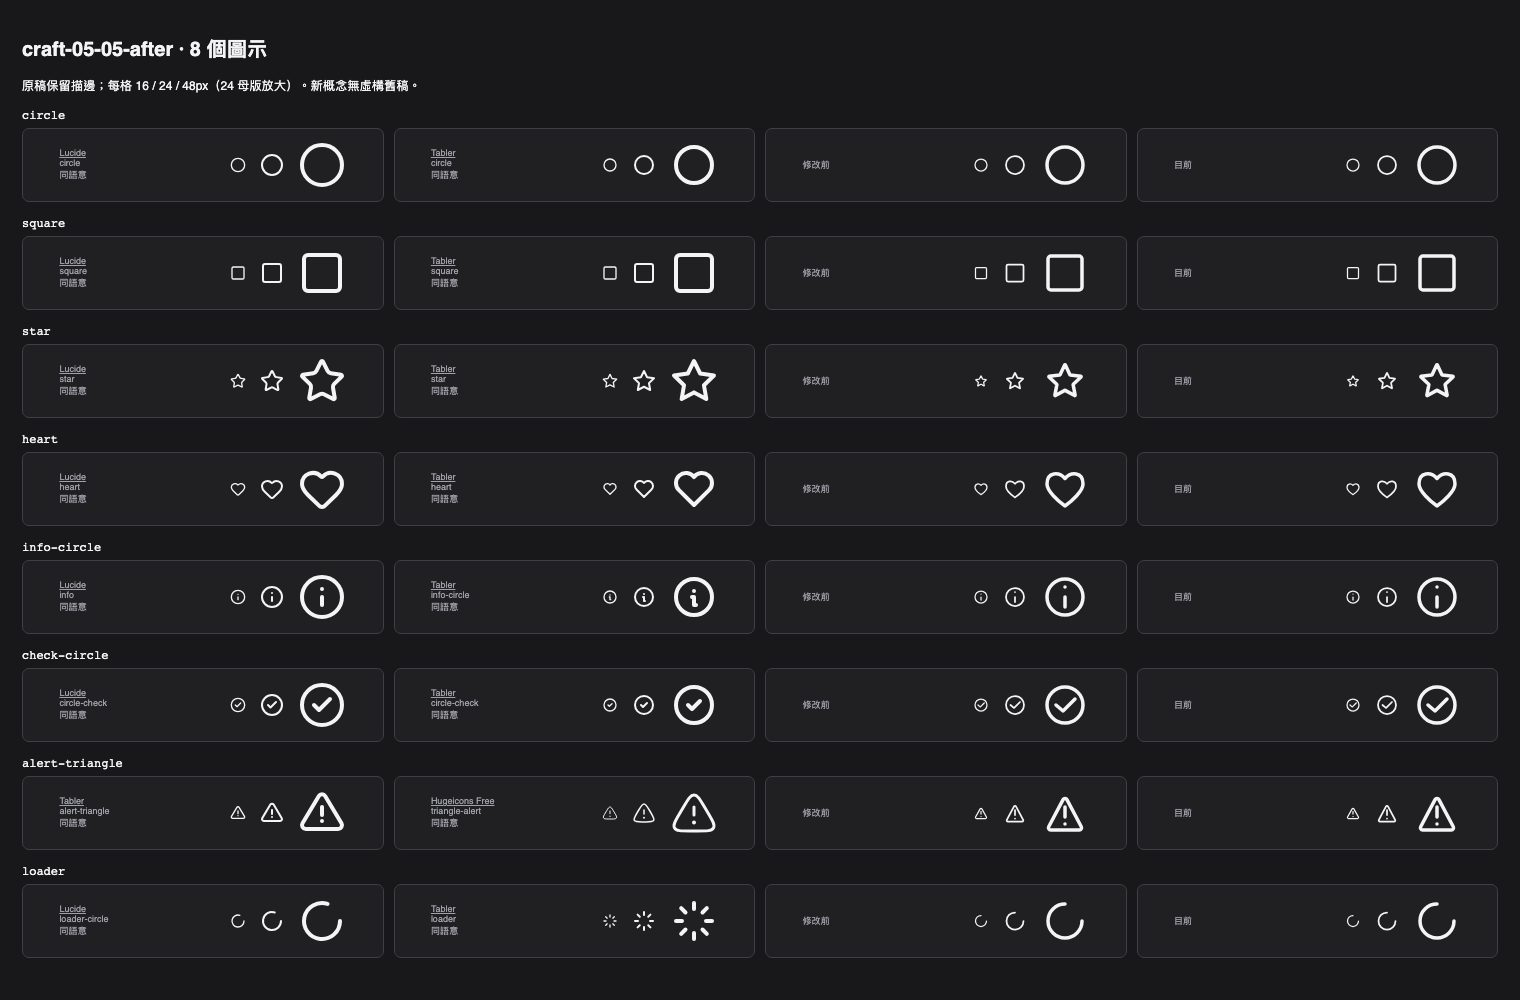 craft-05-05-after · 8 個圖示
原稿保留描邊；每格 16 / 24 / 48px（24 母版放大）。新概念無虛構舊稿。
circle
Lucide
circle
同語意
Tabler
circle
同語意
修改前
目前
square
Lucide
square
同語意
Tabler
square
同語意
修改前
目前
star
Lucide
star
同語意
Tabler
star
同語意
修改前
目前
heart
Lucide
heart
同語意
Tabler
heart
同語意
修改前
目前
info-circle
Lucide
info
同語意
Tabler
info-circle
同語意
修改前
目前
check-circle
Lucide
circle-check
同語意
Tabler
circle-check
同語意
修改前
目前
alert-triangle
Tabler
alert-triangle
同語意
Hugeicons Free
triangle-alert
同語意
修改前
目前
loader
Lucide
loader-circle
同語意
Tabler
loader
同語意
修改前
目前